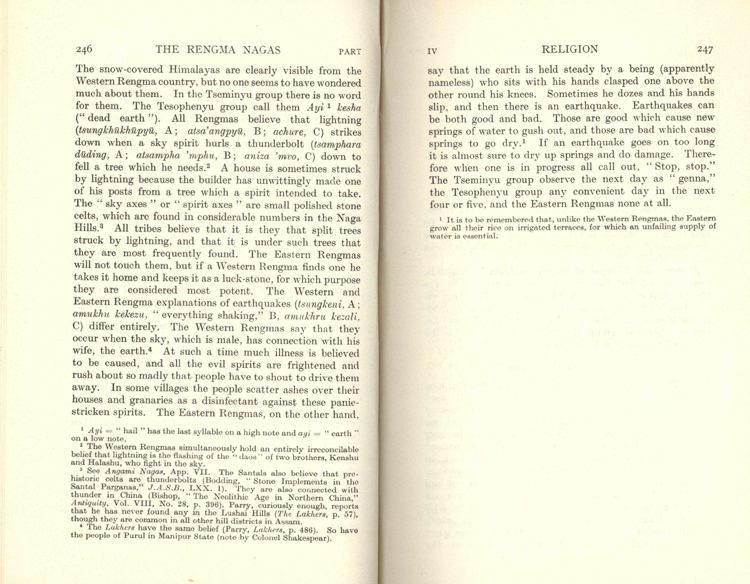 246 THE RENGMA NAGAS PART
The snow-covered Himalayas are clearly visible from the
Western Rengma country, but no one seems to have wondered
much about them. In the Tseminyu group there is no word
for them. The Tesophenyu group call them Ayi ¹ kesha
(“ dead earth ”). All Rengmas believe that lightning
(tsungkhŭkhŭpyŭ, A ; atsa'angpyŭ, B ; achure, C) strikes
down when a sky spirit hurls a thunderbolt (tsamphara
dŭding, A ; atsampha 'mphu, B ; aniza 'mvo, C) down to
fell a tree which he needs.² A house is sometimes struck
by lightning because the builder has unwittingly made one
of his posts from a tree which a spirit intended to take.
The “ sky axes ” or “ spirit axes ” are small polished stone
celts, which are found in considerable numbers in the Naga
Hills.³ All tribes believe that it is they that split trees
struck by lightning, and that it is under such trees that
they are most frequently found. The Eastern Rengmas
will not touch them, but if a Western Rengma finds one he
takes it home and keeps it as a luck-stone, for which purpose
they are considered most potent. The Western and
Eastern Rengma explanations of earthquakes (tsungkeni, A ;
amukhu kekezu, “ everything shaking,” B, amukhru kezali,
C) differ entirely. The Western Rengmas say that they
occur when the sky, which is male, has connection with his
wife, the earth.⁴ At such a time much illness is believed
to be caused, and all the evil spirits are frightened and
rush about so madly that people have to shout to drive them
away. In some villages the people scatter ashes over their
houses and granaries as a disinfectant against these panic-
stricken spirits. The Eastern Rengmas, on the other hand,
¹ Ayi = “ hail ” has the last syllable on a high note and ayi = “ earth ”
on a low note.
² The Western Rengmas simultaneously hold an entirely irreconcilable
belief that lightning is the flashing of the “ daos ” of two brothers, Kenshu
and Halashu, who fight in the sky.
³ See Angami Nagas, App. VII. The Santals also believe that pre-
historic celts are thunderbolts (Bodding, “ Stone Implements in the
Santal Parganas,” J.A.S.B., LXX. 1). They are also connected with
thunder in China (Bishop, “ The Neolithic Age in Northern China,”
Antiquity, Vol. VIII, No. 28, p. 396). Parry, curiously enough, reports
that he has never found any in the Lushai Hills (The Lakhers, p. 57),
though they are common in all other hill districts in Assam.
⁴ The Lakhers have the same belief (Parry, Lakhers, p. 486). So have
the people of Purul in Manipur State (note by Colonel Shakespear).
IV RELIGION 247
say that the earth is held steady by a being (apparently
nameless) who sits with his hands clasped one above the
other round his knees. Sometimes he dozes and his hands
slip, and then there is an earthquake. Earthquakes can
be both good and bad. Those are good which cause new
springs of water to gush out, and those are bad which cause
springs to go dry.¹ If an earthquake goes on too long
it is almost sure to dry up springs and do damage. There-
fore when one is in progress all call out, “ Stop, stop.”
The Tseminyu group observe the next day as “ genna,”
the Tesophenyu group any convenient day in the next
four or five, and the Eastern Rengmas none at all.
¹ It is to be remembered that, unlike the Western Rengmas, the Eastern
grow all their rice on irrigated terraces, for which an unfailing supply of
water is essential.